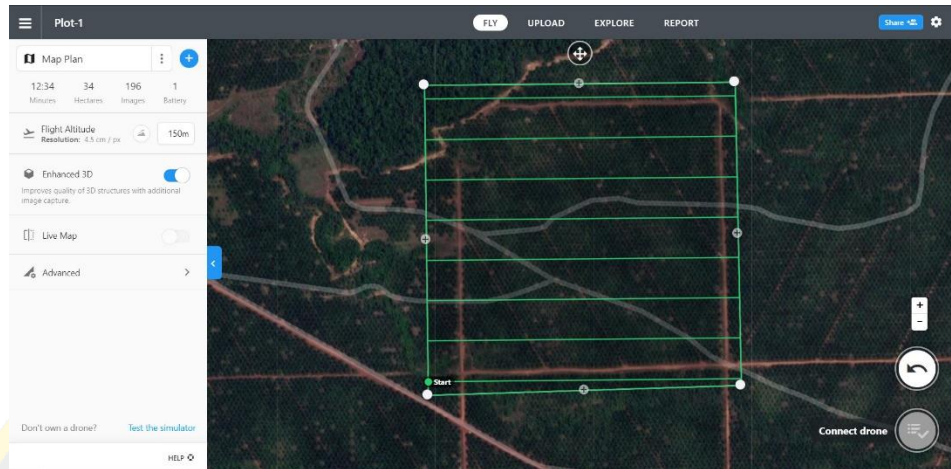 Plot-1
FLY UPLOAD EXPLORE REPORT
Share
Map Plan
12:34 34 196 1
Minutes Hectares Images Battery
Flight Altitude
Resolution: 4.5 cm / px
150m
Enhanced 3D
Improves quality of 3D structures with additional
image capture.
Live Map
Advanced
Start
Connect drone
Don't own a drone? Test the simulator
HELP